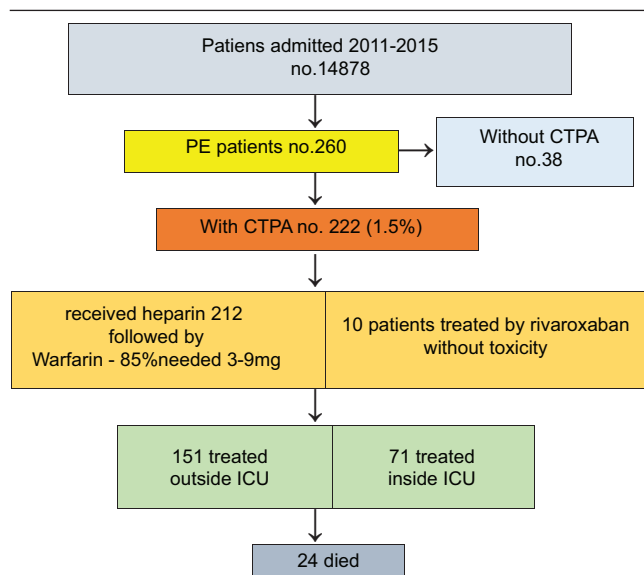 Patiens admitted 2011-2015
no.14878
PE patients no.260
Without CTPA
no.38
With CTPA no. 222 (1.5%)
received heparin 212
followed by
Warfarin - 85%needed 3-9mg
10 patients treated by rivaroxaban
without toxicity
151 treated
outside ICU
71 treated
inside ICU
24 died